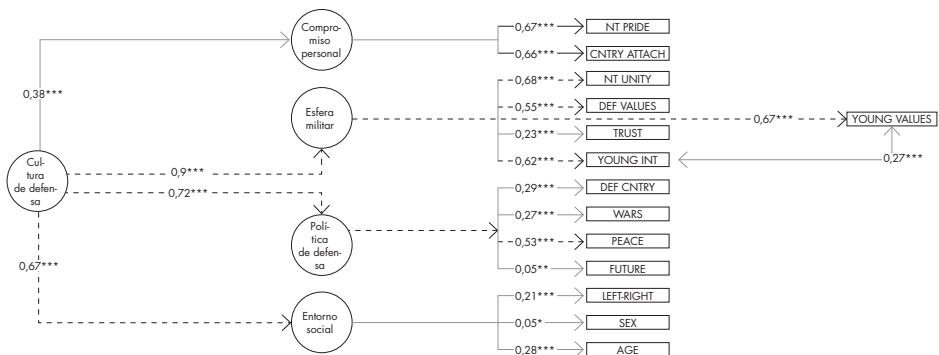 Compro-
miso
personal
0,67***
NT PRIDE
0,66***
CNTRY ATTACH
0,38***
0,68***
NT UNITY
Esfera
militar
0,55***
DEF VALUES
0,67***
YOUNG VALUES
0,23***
TRUST
0,62***
YOUNG INT
0,27***
Cul-
tura
de defen-
sa
0,9***
0,72***
0,29***
DEF CNTRY
0,27***
WARS
Polí-
tica
de defen-
sa
0,53***
PEACE
0,05**
FUTURE
0,67***
0,21***
LEFT-RIGHT
Entorno
social
0,05*
SEX
0,28***
AGE